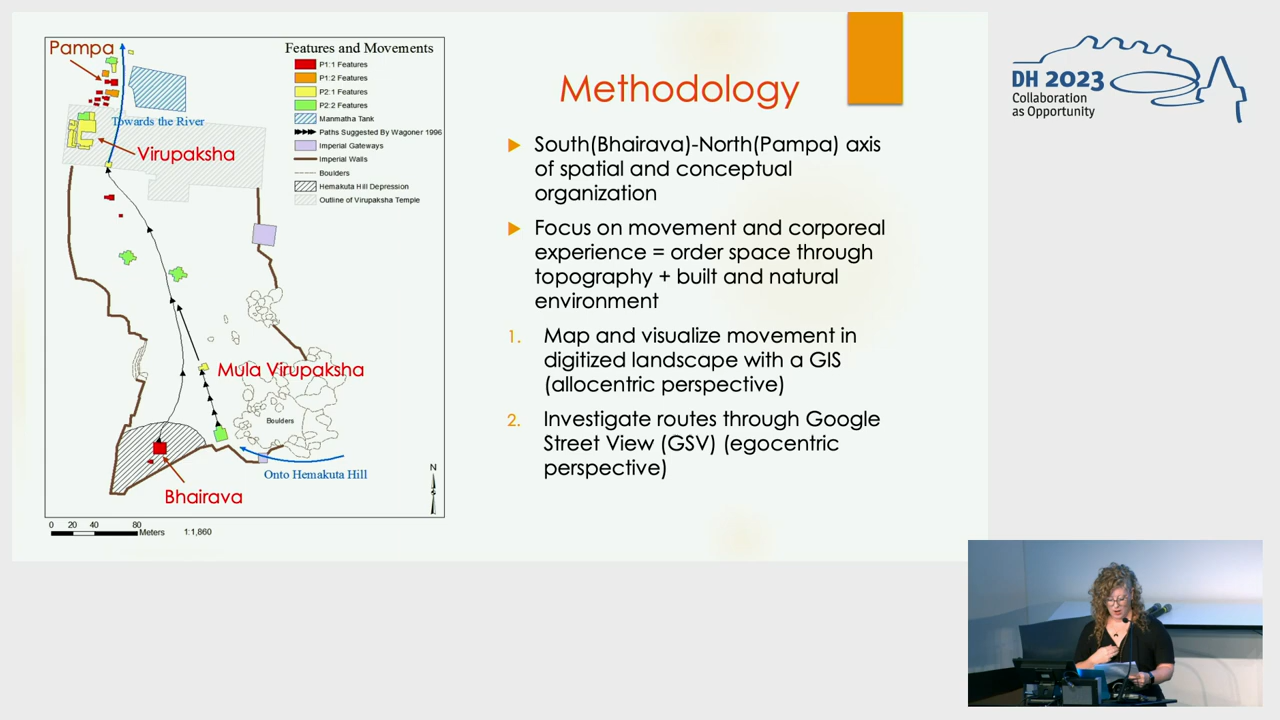 Pampa
Features and Movements
P1:1 Features
P1:2 Features
P2:1 Features
P2:2 Features
Manmatha Tank
Paths Suggested By Wagoner 1996
Imperial Gateways
Imperial Walls
Boulders
Hemakuta Hill Depression
Outline of Virupaksha Temple
Towards the River
Virupaksha
Mula Virupaksha
Boulders
Onto Hemakuta Hill
Bhairava
N
0 20 40 80
Meters 1:1,860
Methodology
South(Bhairava)-North(Pampa) axis
of spatial and conceptual
organization
Focus on movement and corporeal
experience = order space through
topography + built and natural
environment
1. Map and visualize movement in
digitized landscape with a GIS
(allocentric perspective)
2. Investigate routes through Google
Street View (GSV) (egocentric
perspective)
DH 2023
Collaboration
as Opportunity